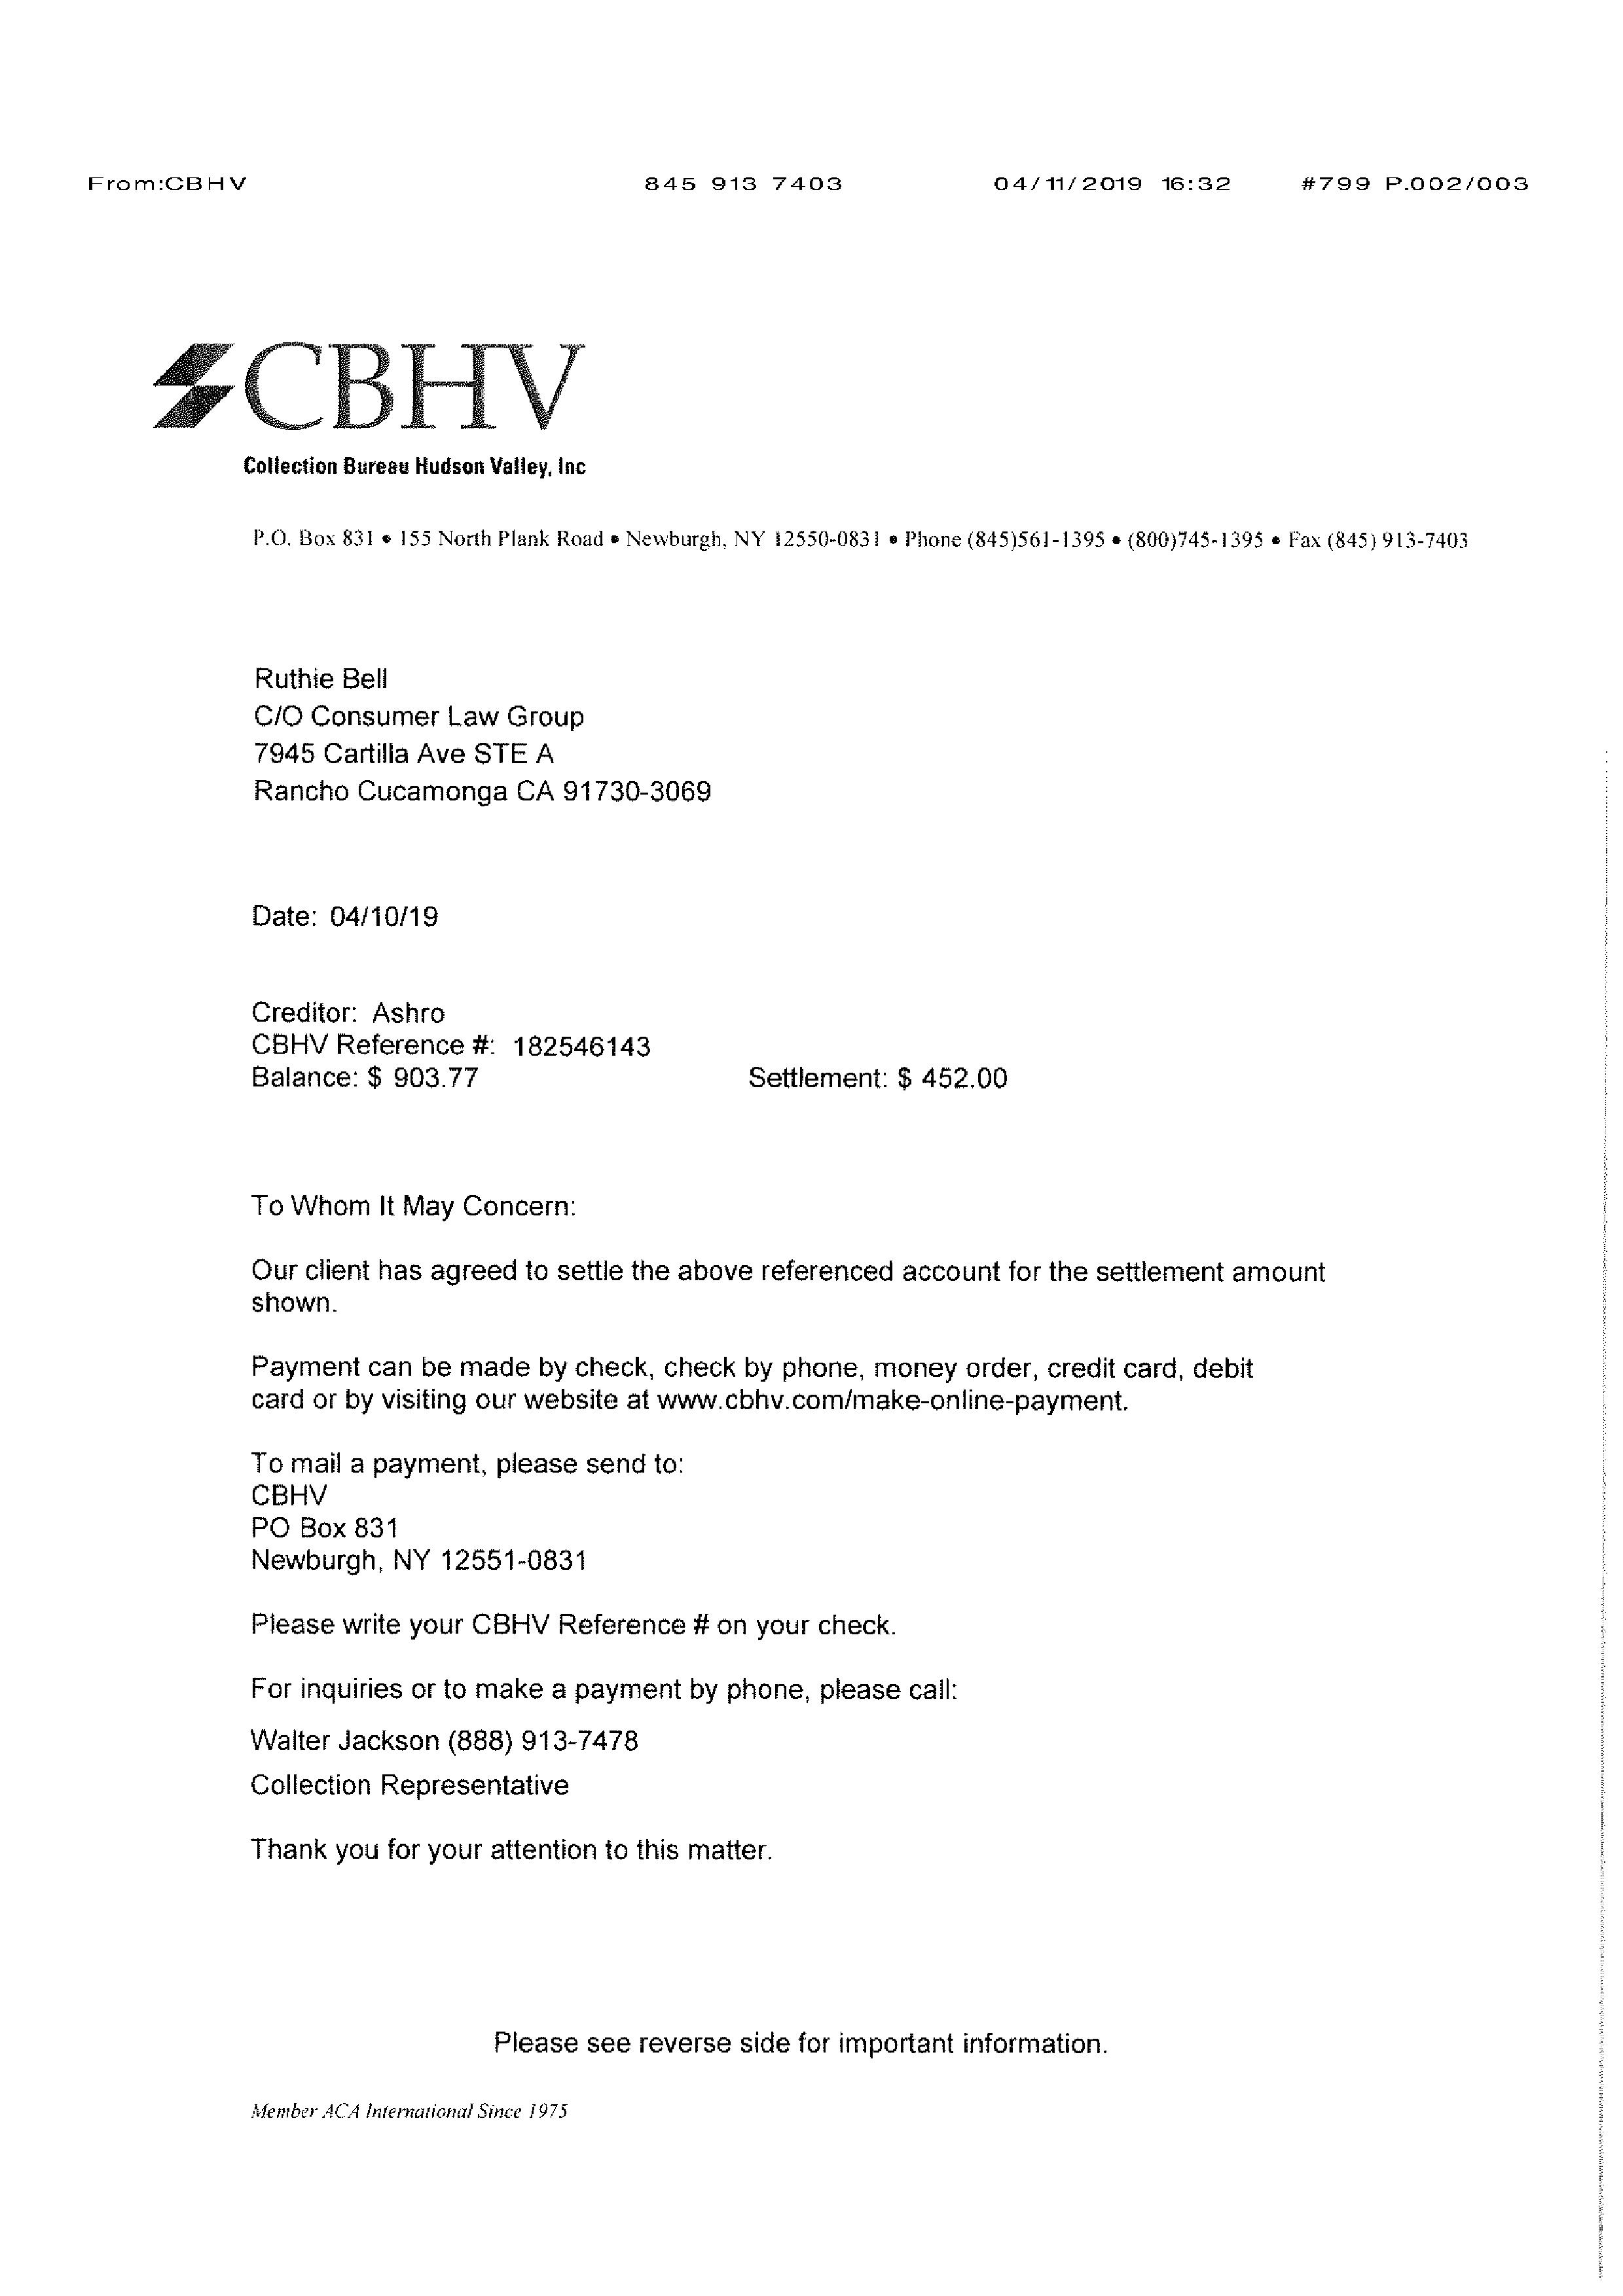 From:CBHV 845 913 7403 04/11/2019 16:32 #799 P.002/003
CBHV
Collection Bureau Hudson Valley, Inc
P.O. Box 831 • 155 North Plank Road • Newburgh, NY 12550-0831 • Phone (845)561-1395 • (800)745-1395 • Fax (845) 913-7403
Ruthie Bell
C/O Consumer Law Group
7945 Cartilla Ave STE A
Rancho Cucamonga CA 91730-3069
Date: 04/10/19
Creditor: Ashro
CBHV Reference #: 182546143
Balance: $ 903.77 Settlement: $ 452.00
To Whom It May Concern:
Our client has agreed to settle the above referenced account for the settlement amount
shown.
Payment can be made by check, check by phone, money order, credit card, debit
card or by visiting our website at www.cbhv.com/make-online-payment.
To mail a payment, please send to:
CBHV
PO Box 831
Newburgh, NY 12551-0831
Please write your CBHV Reference # on your check.
For inquiries or to make a payment by phone, please call:
Walter Jackson (888) 913-7478
Collection Representative
Thank you for your attention to this matter.
Please see reverse side for important information.
Member ACA International Since 1975